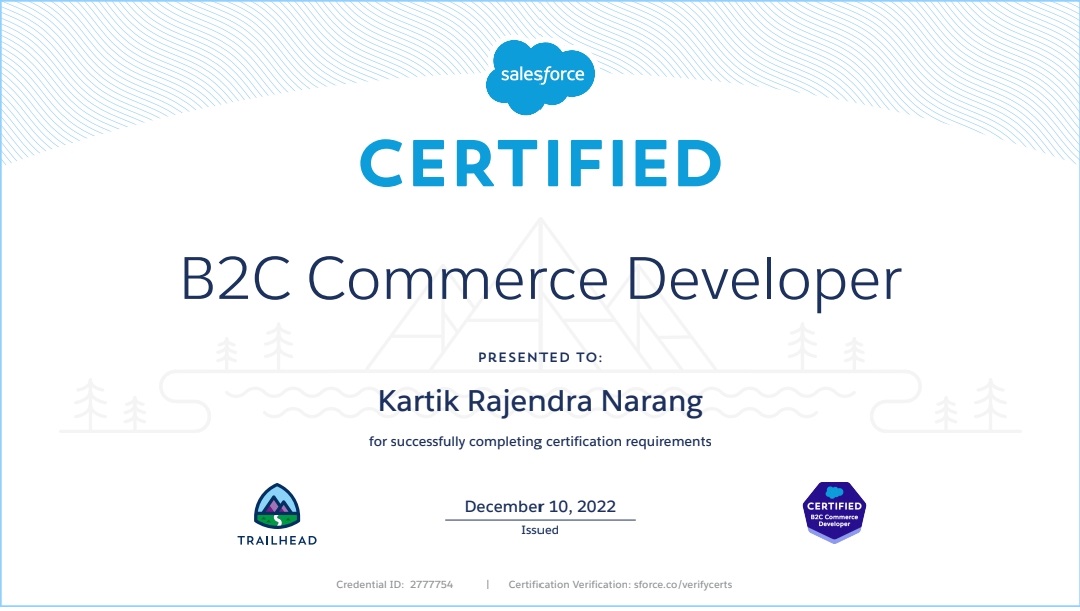 salesforce
CERTIFIED
B2C Commerce Developer
PRESENTED TO:
Kartik Rajendra Narang
for successfully completing certification requirements
December 10, 2022
Issued
TRAILHEAD
CERTIFIED
B2C Commerce
Developer
Credential ID: 2777754 | Certification Verification: sforce.co/verifycerts